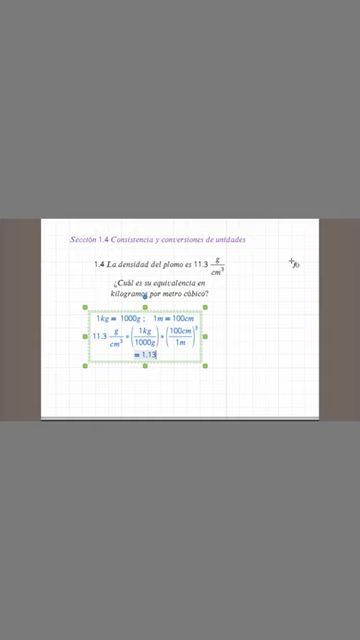 Sección 1.4 Consistencia y conversiones de unidades
1.4 La densidad del plomo es 11.3 g/cm³
¿Cuál es su equivalencia en
kilogramos por metro cúbico?
1kg = 1000g ; 1m = 100cm
11.3 g/cm³ * (1kg/1000g) * (100cm/1m)³
= 1.13